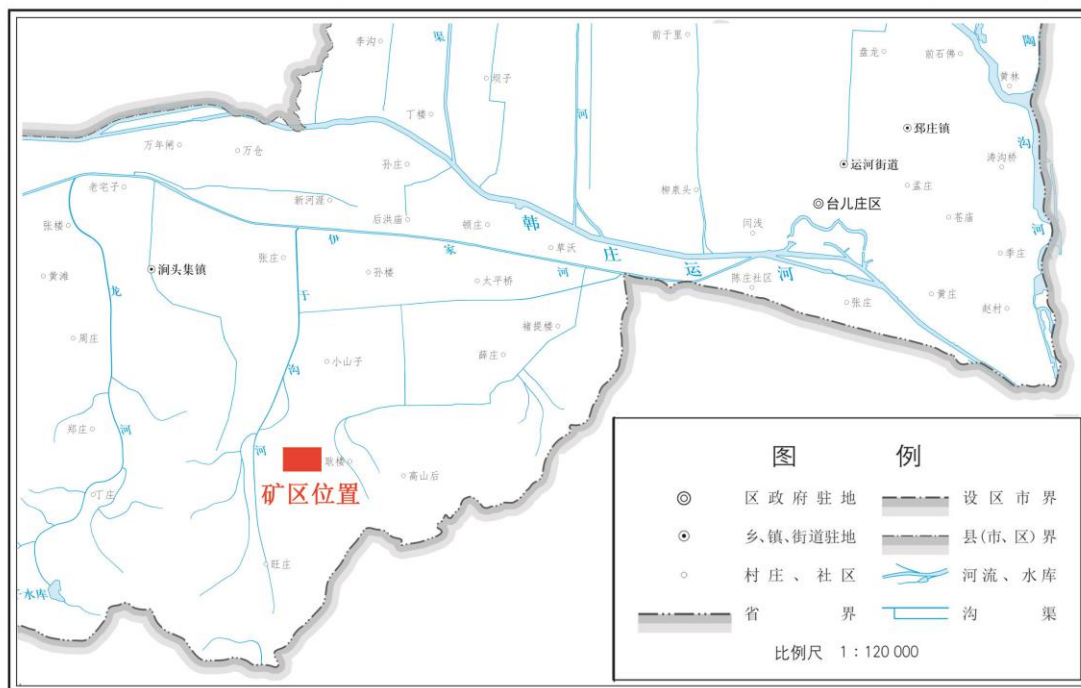 渠
李沟
坝子
前于里
盘龙
前石佛
陶
黄林
丁楼
河
邳庄镇
沟
涛沟桥
万年闸
万仓
孙庄
运河街道
老宅子
新河涯
后洪庙
顿庄
柳泉头
台儿庄区
孟庄
苍庙
闫浅
张楼
伊
家
河
韩
庄
运
河
草沃
季庄
河
涧头集镇
黄滩
张庄
孙楼
太平桥
陈庄社区
张庄
黄庄
赵村
龙
河
于
沟
河
周庄
小山子
薛庄
褚提楼
郑庄
耿楼
高山后
矿区位置
丁庄
旺庄
水库
图 例
区政府驻地
设区市界
乡、镇、街道驻地
县(市、区)界
村庄、社区
河流、水库
省界
沟渠
比例尺 1:120 000